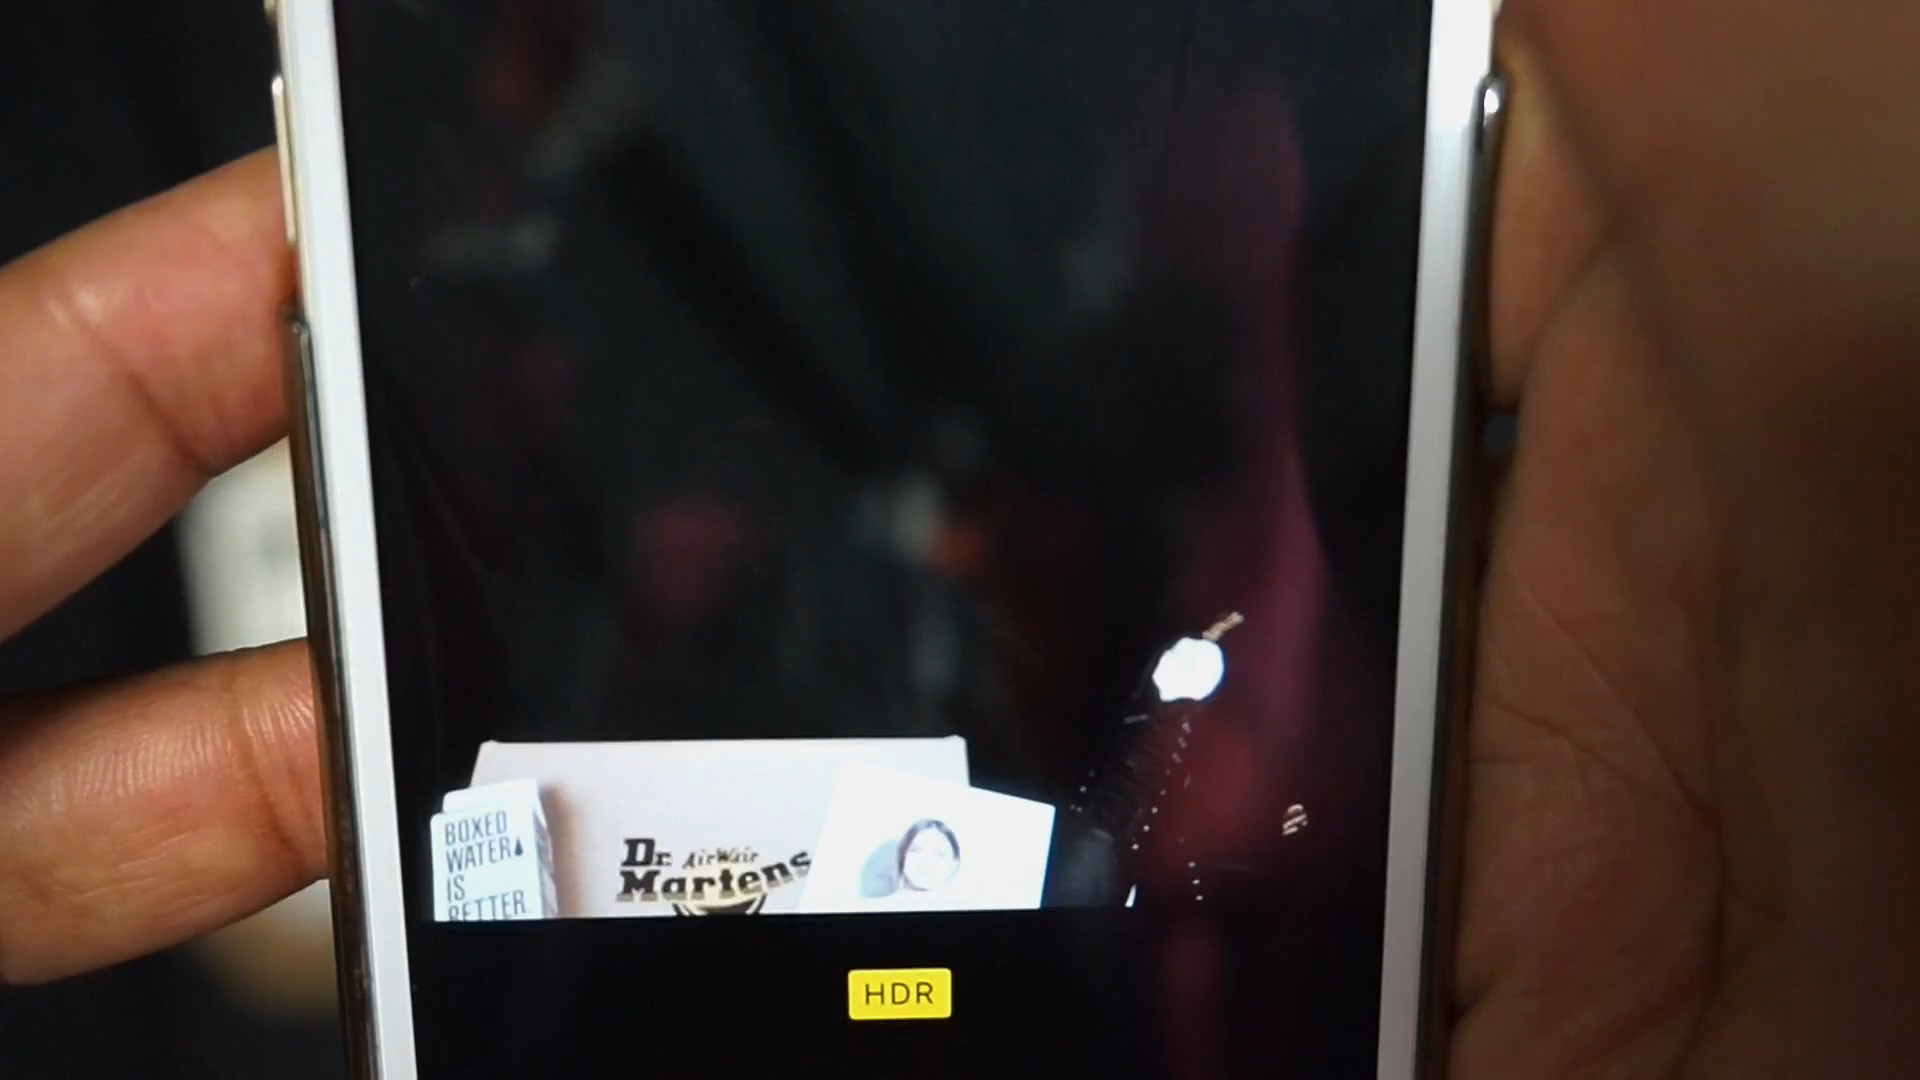 BOXED
WATER
IS
BETTER
Dr. AirWair
Martens
HDR